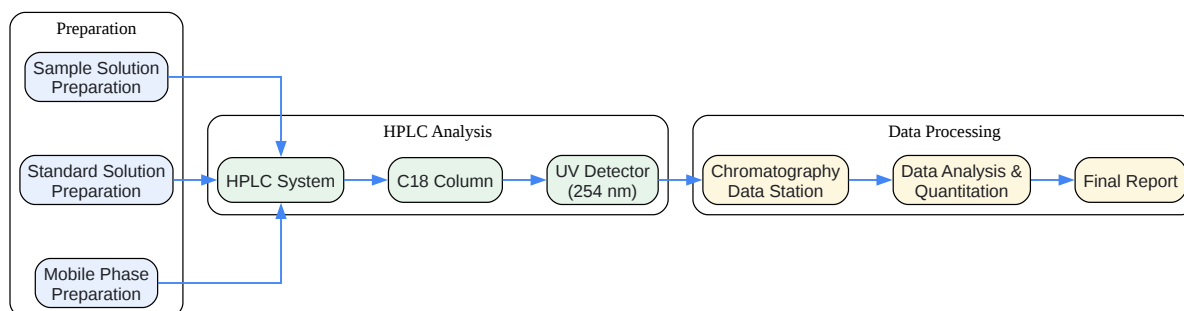 Preparation
Sample Solution
Preparation
Standard Solution
Preparation
Mobile Phase
Preparation
HPLC Analysis
HPLC System
C18 Column
UV Detector
(254 nm)
Data Processing
Chromatography
Data Station
Data Analysis &
Quantitation
Final Report